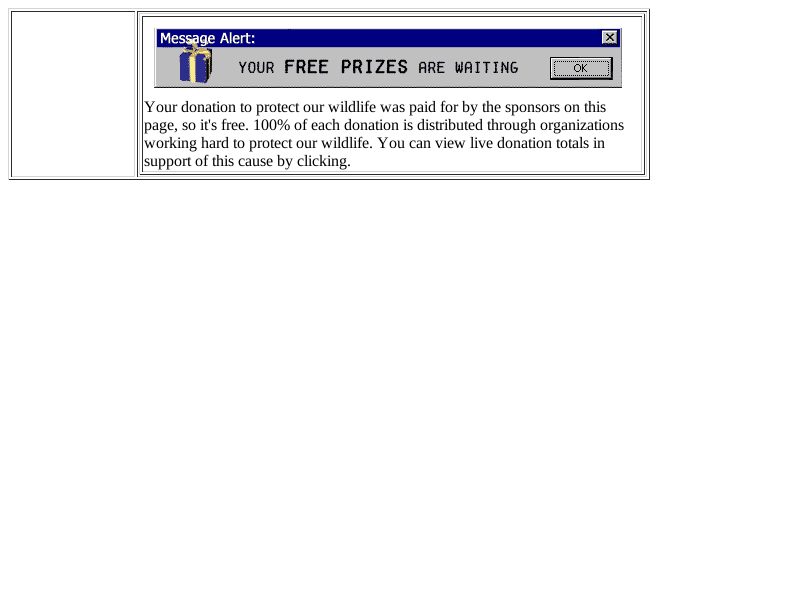 Message Alert:
YOUR FREE PRIZES ARE WAITING
OK
Your donation to protect our wildlife was paid for by the sponsors on this
page, so it's free. 100% of each donation is distributed through organizations
working hard to protect our wildlife. You can view live donation totals in
support of this cause by clicking.